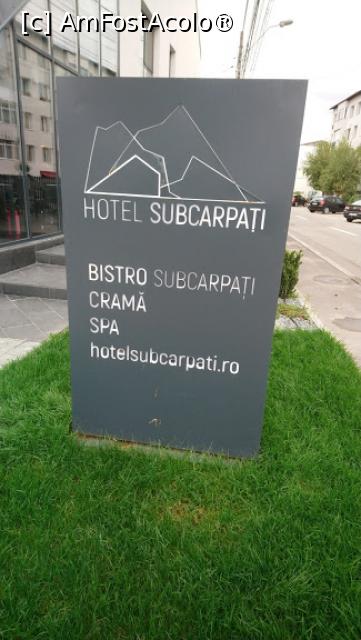 [c] AmFostAcolo®
HOTEL SUBCARPAȚI
BISTRO SUBCARPAȚI
CRAMĂ
SPA
hotelsubcarpati.ro